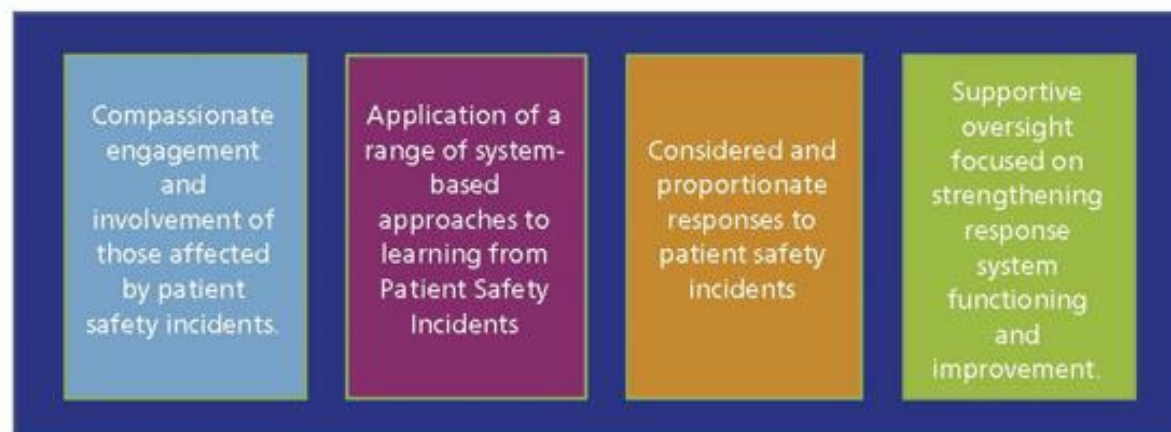 Compassionate
engagement
and
involvement of
those affected
by patient
safety incidents.
Application of a
range of system-
based
approaches to
learning from
Patient Safety
Incidents
Considered and
proportionate
responses to
patient safety
incidents
Supportive
oversight
focused on
strengthening
response
system
functioning
and
improvement.